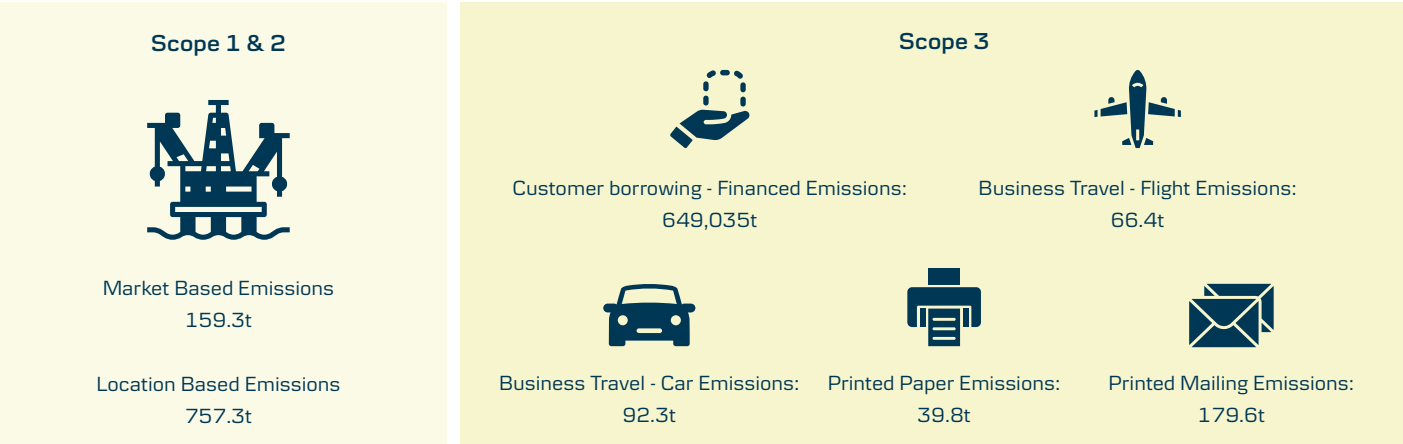 Scope 1 & 2
Market Based Emissions
159.3t
Location Based Emissions
757.3t
Scope 3
Customer borrowing - Financed Emissions:
649,035t
Business Travel - Flight Emissions:
66.4t
Business Travel - Car Emissions:
92.3t
Printed Paper Emissions:
39.8t
Printed Mailing Emissions:
179.6t